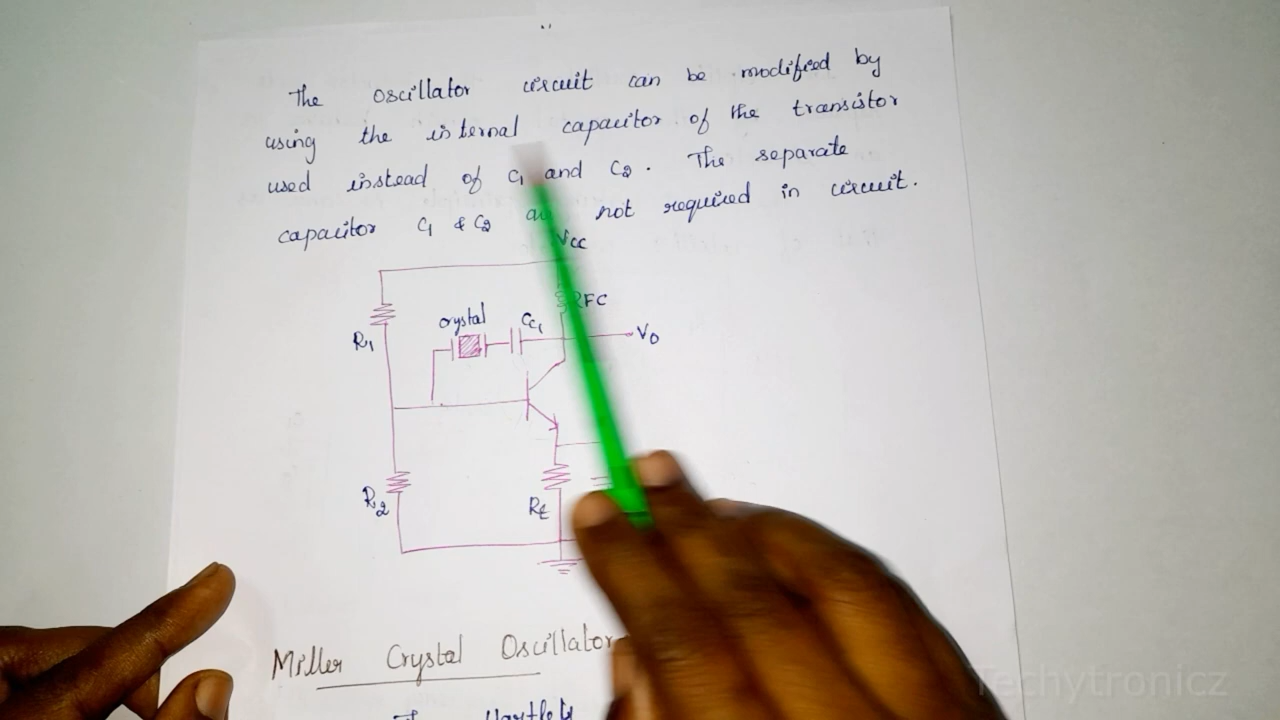 The oscillator circuit can be modified by
using the internal capacitor of the transistor
used instead of C1 and C2. The separate
capacitor C1 & C2 not required in circuit.
Vcc
RFC
crystal
Cc1
R1
Vo
R2
RE
Miller Crystal Oscillator
Techytronicz